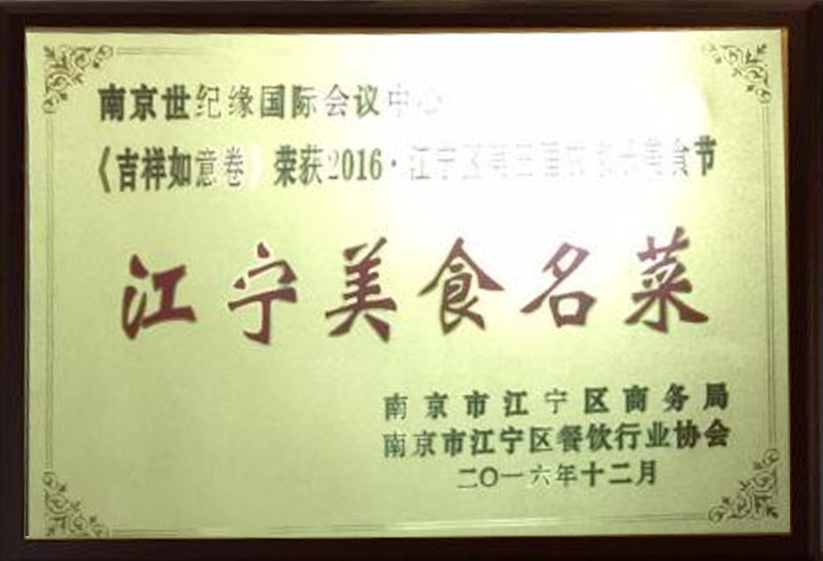 南京世纪缘国际会议中心
《吉祥如意卷》荣获2016·江宁区美食节
江宁美食名菜
南京市江宁区商务局
南京市江宁区餐饮行业协会
二〇一六年十二月